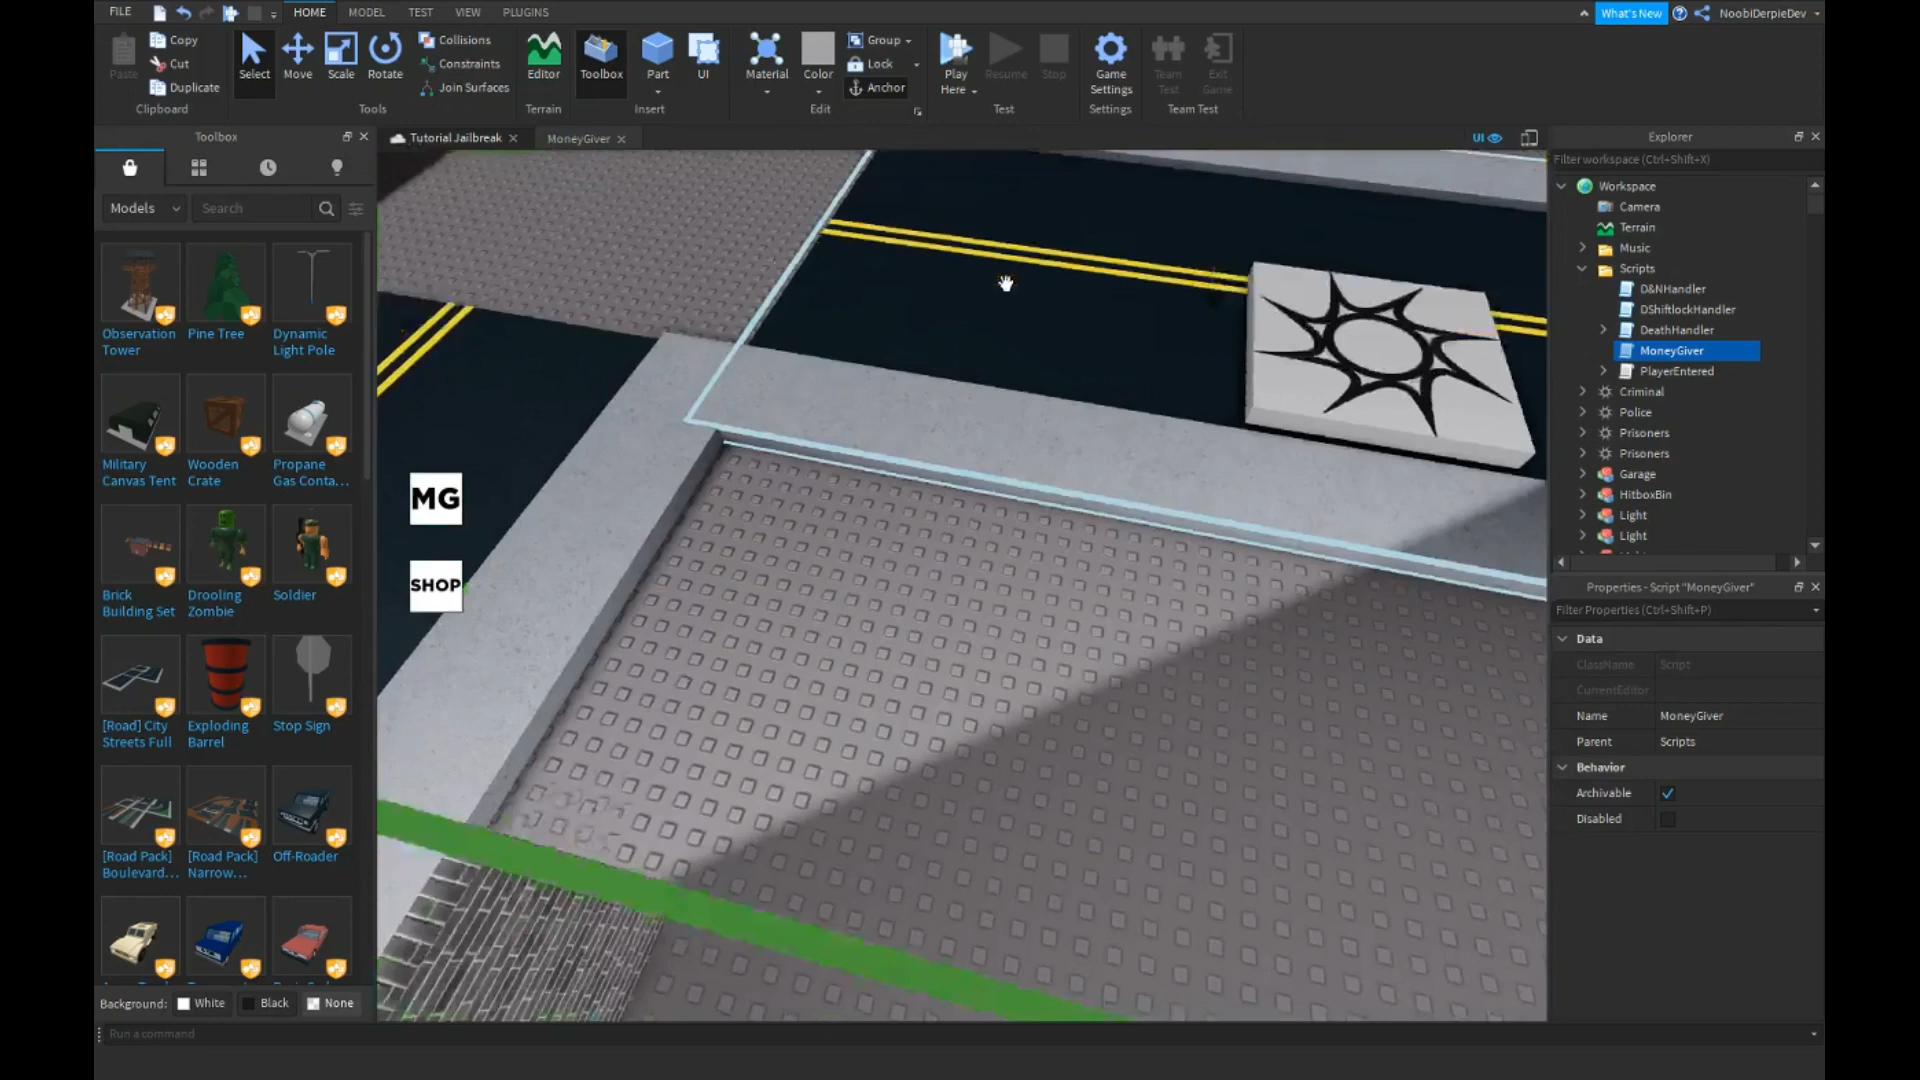 FILE
HOME
MODEL
TEST
VIEW
PLUGINS
What's New
NoobiDerpieDev
Paste
Copy
Cut
Duplicate
Clipboard
Select
Move
Scale
Rotate
Collisions
Constraints
Join Surfaces
Tools
Editor
Terrain
Toolbox
Part
UI
Insert
Material
Color
Group
Lock
Anchor
Edit
Play
Here
Resume
Stop
Test
Game
Settings
Settings
Team
Test
Exit
Game
Team Test
Toolbox
Tutorial Jailbreak
MoneyGiver
UI
Models
Search
Observation
Tower
Pine Tree
Dynamic
Light Pole
Military
Canvas Tent
Wooden
Crate
Propane
Gas Conta...
Brick
Building Set
Drooling
Zombie
Soldier
[Road] City
Streets Full
Exploding
Barrel
Stop Sign
[Road Pack]
Boulevard...
[Road Pack]
Narrow...
Off-Roader
Background:
White
Black
None
Run a command
MG
SHOP
Explorer
Filter workspace (Ctrl+Shift+X)
Workspace
Camera
Terrain
Music
Scripts
D&NHandler
DShiftlockHandler
DeathHandler
MoneyGiver
PlayerEntered
Criminal
Police
Prisoners
Prisoners
Garage
HitboxBin
Light
Light
Properties - Script "MoneyGiver"
Filter Properties (Ctrl+Shift+P)
Data
ClassName Script
CurrentEditor
Name MoneyGiver
Parent Scripts
Behavior
Archivable
Disabled